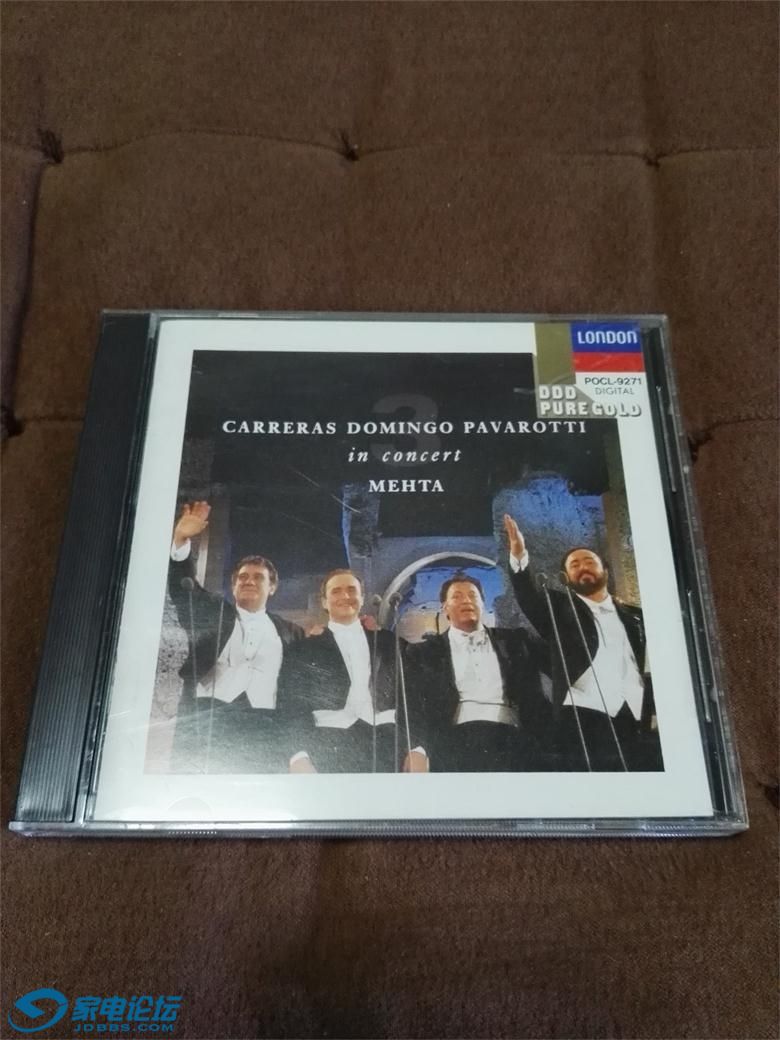 LONDON
POCL-9271
DIGITAL
DDD
PURE GOLD
3
CARRERAS DOMINGO PAVAROTTI
in concert
MEHTA
家电论坛
JDBBS.COM